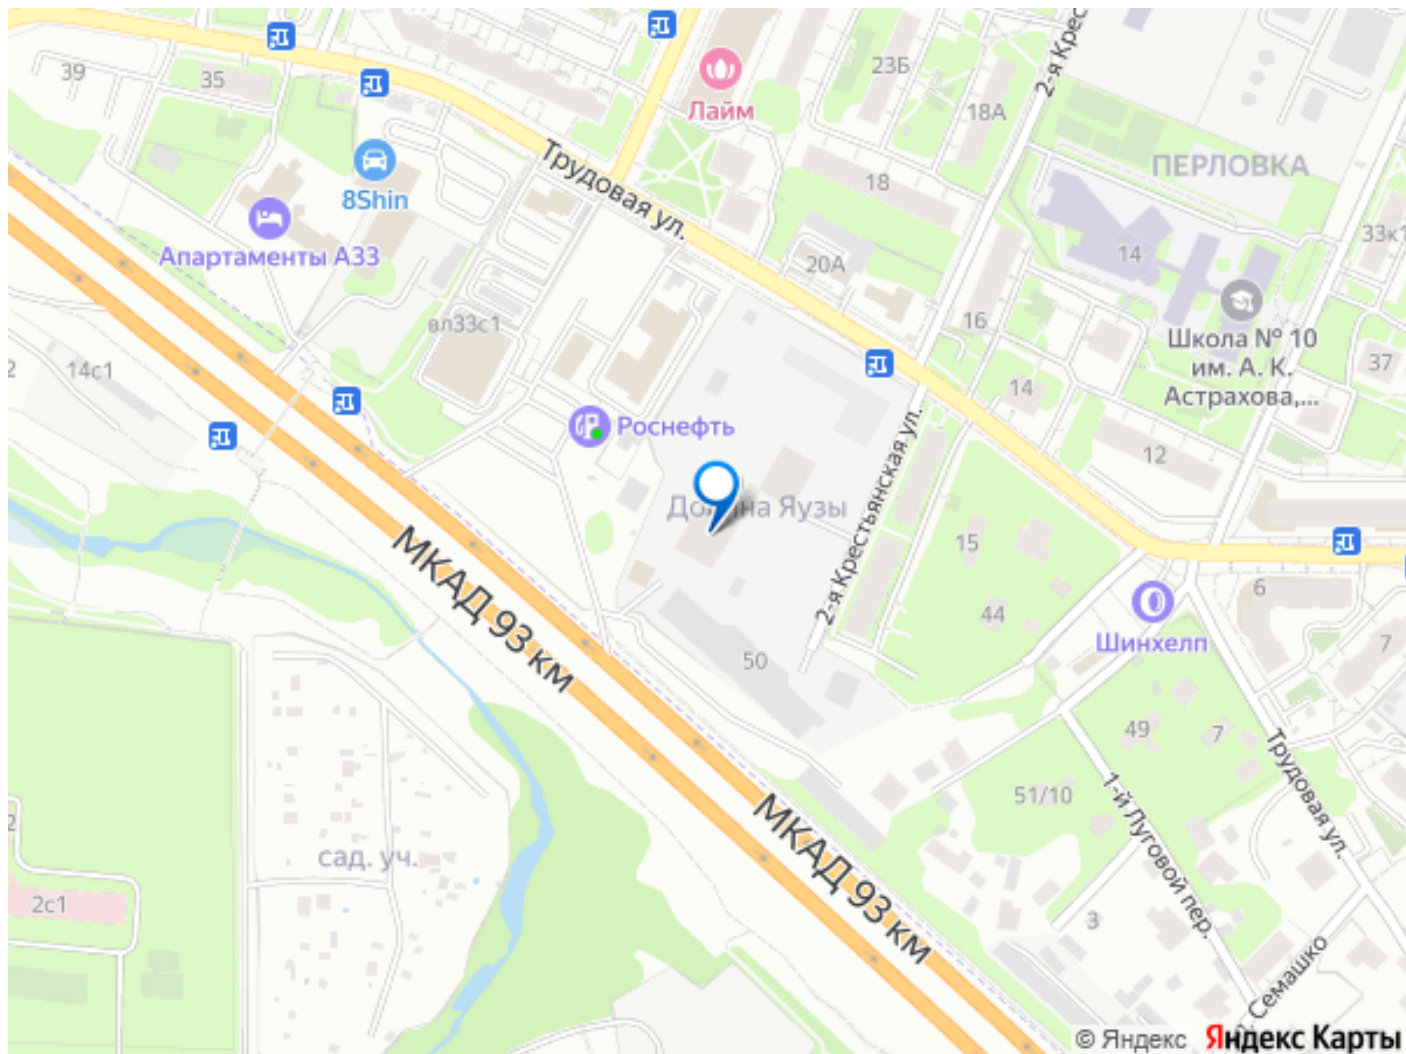 39
35
8Shin
Апартаменты А33
Лайм
Трудовая ул.
23Б
18А
2-я Крес
ПЕРЛОВКА
18
20А
14
33к1
Школа № 10
им. А. К.
Астрахова,...
37
16
14
12
вл33с1
14с1
2
Роснефть
2-я Крестьянская ул.
МКАД 93 км
15
44
6
Шинхелп
7
50
49
7
Трудовая ул.
51/10
1-й Луговой пер.
МКАД 93 км
сад. уч.
2
2с1
3
Семашко
© Яндекс Яндекс Карты